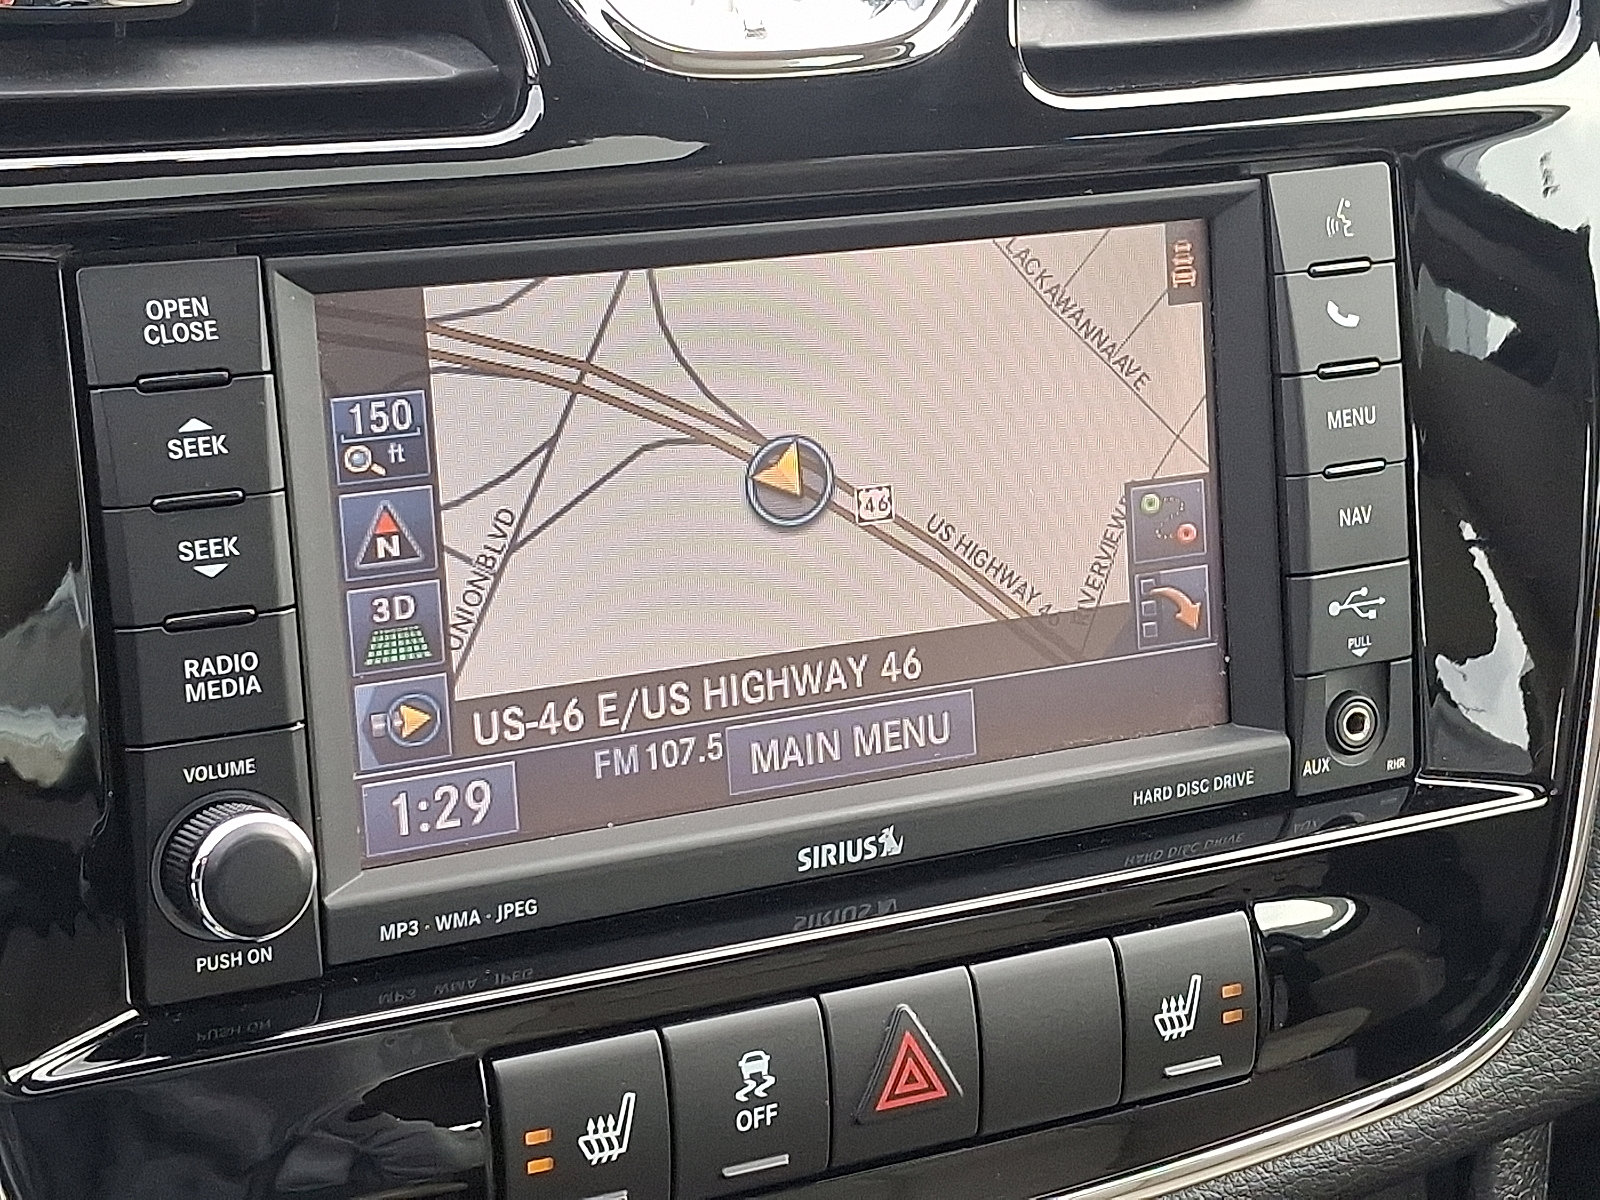 OPEN
CLOSE
SEEK
SEEK
RADIO
MEDIA
VOLUME
PUSH ON
150
ft
N
3D
LACKAWANNA AVE
46
US HIGHWAY 46
UNION BLVD
US-46 E/US HIGHWAY 46
FM 107.5
MAIN MENU
1:29
MENU
NAV
PULL
AUX
RHR
HARD DISC DRIVE
SIRIUS
MP3 · WMA · JPEG
OFF